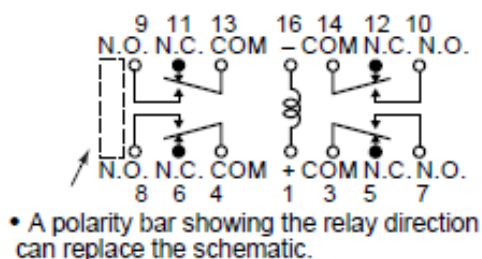 9 11 13 16 14 12 10
N.O. N.C. COM – COM N.C. N.O.
N.O. N.C. COM + COM N.C. N.O.
8 6 4 1 3 5 7
• A polarity bar showing the relay direction
can replace the schematic.